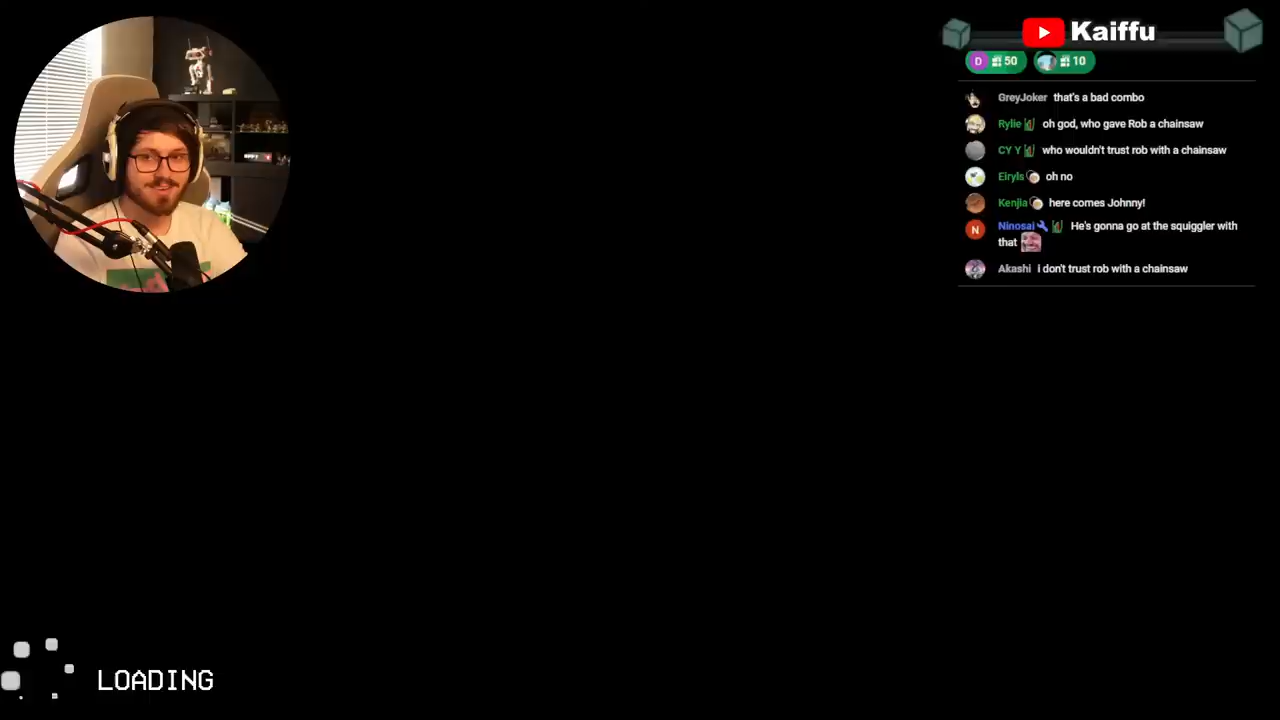 Kaiffu
D 50 10
GreyJoker that's a bad combo
Rylie oh god, who gave Rob a chainsaw
CY Y who wouldn't trust rob with a chainsaw
Eiryls oh no
Kenjia here comes Johnny!
N Ninosai He's gonna go at the squiggler with
that
Akashi i don't trust rob with a chainsaw
LOADING